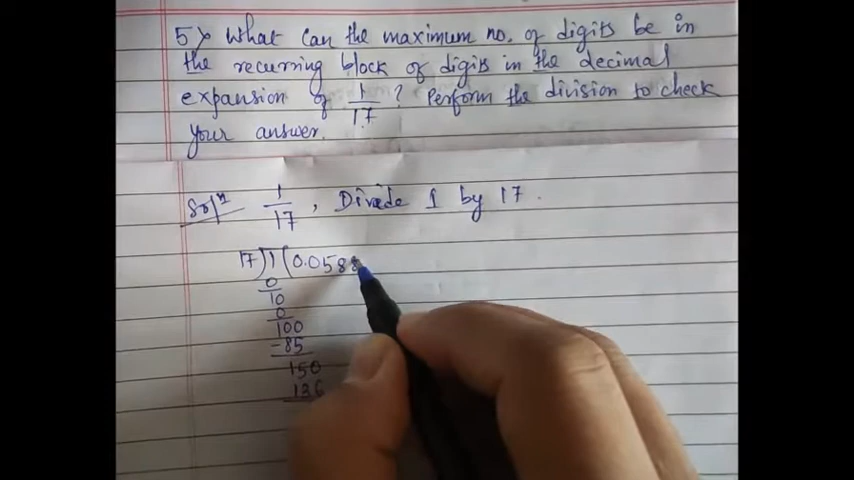 5) What can the maximum no. of digits be in
the recurring block of digits in the decimal
expansion of 1/17? Perform the division to check
your answer.
Solⁿ 1/17, Divide 1 by 17.
17)1(0.0588
0
10
0
100
-85
150
136